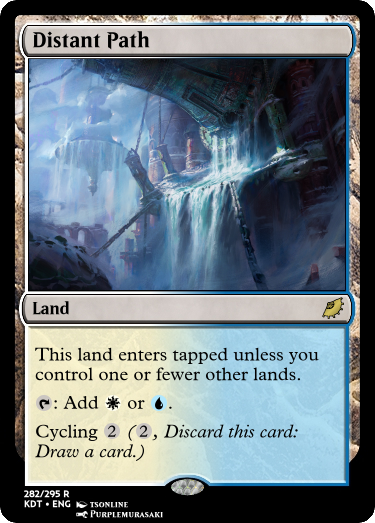 Distant Path
Land
This land enters tapped unless you
control one or fewer other lands.
: Add or .
Cycling 2 (2, Discard this card:
Draw a card.)
282/295 R
KDT • ENG TSONLINE
PURPLEMURASAKI